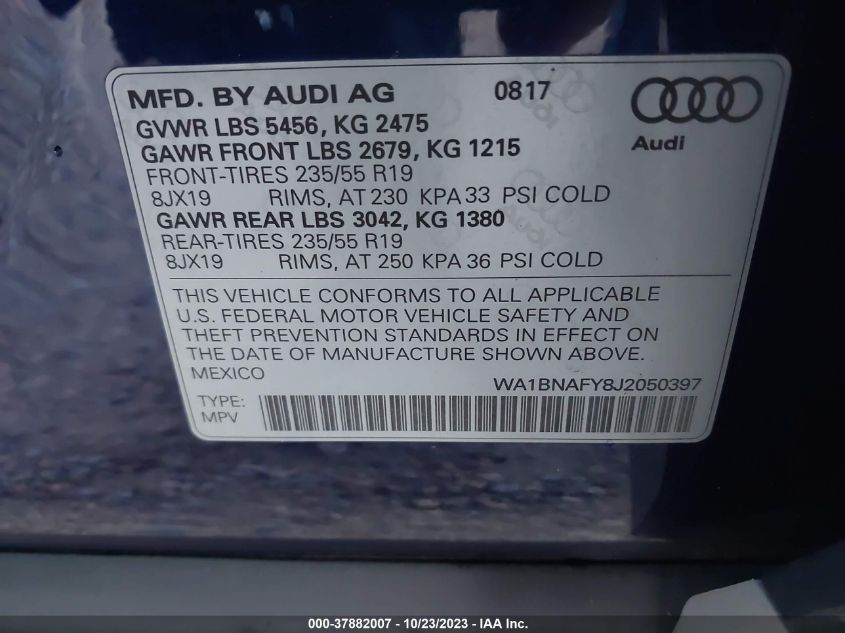 MFD. BY AUDI AG 0817
GVWR LBS 5456, KG 2475
Audi
GAWR FRONT LBS 2679, KG 1215
FRONT-TIRES 235/55 R19
8JX19 RIMS, AT 230 KPA 33 PSI COLD
GAWR REAR LBS 3042, KG 1380
REAR-TIRES 235/55 R19
8JX19 RIMS, AT 250 KPA 36 PSI COLD
THIS VEHICLE CONFORMS TO ALL APPLICABLE
U.S. FEDERAL MOTOR VEHICLE SAFETY AND
THEFT PREVENTION STANDARDS IN EFFECT ON
THE DATE OF MANUFACTURE SHOWN ABOVE.
MEXICO WA1BNAFY8J2050397
TYPE:
MPV
000-37882007 - 10/23/2023 - IAA Inc.